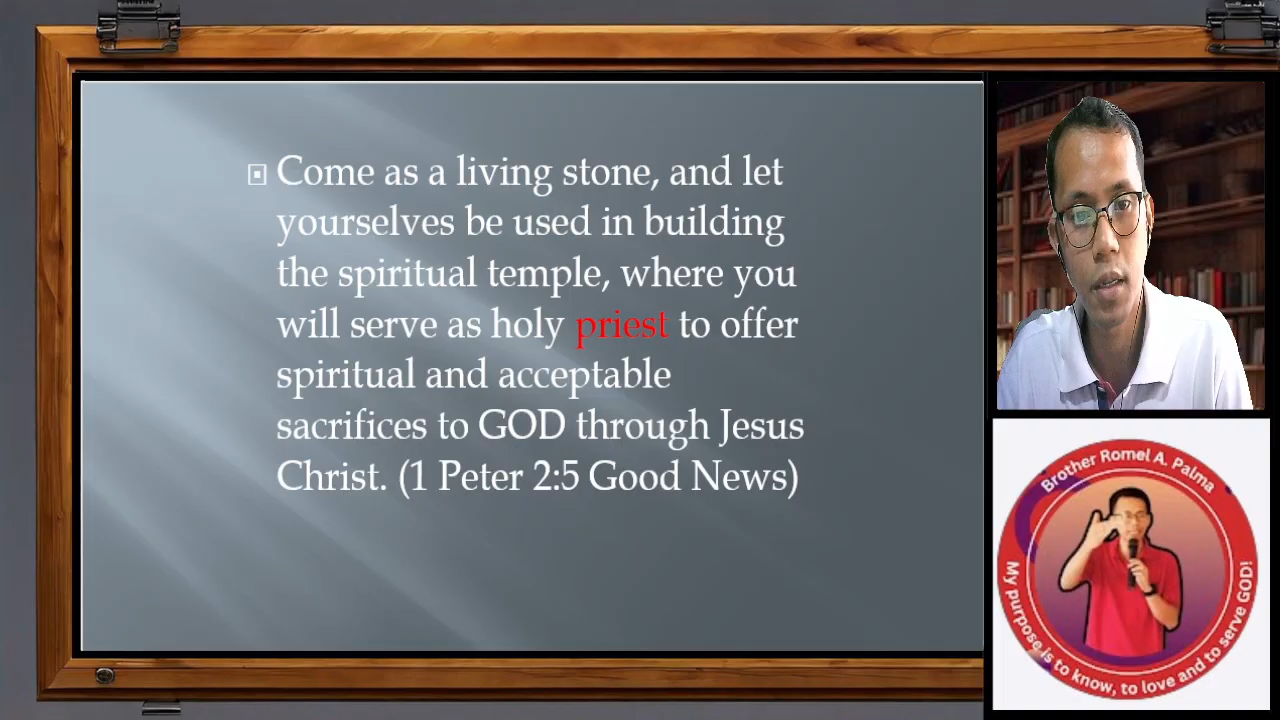 Come as a living stone, and let
yourselves be used in building
the spiritual temple, where you
will serve as holy priest to offer
spiritual and acceptable
sacrifices to GOD through Jesus
Christ. (1 Peter 2:5 Good News)
Brother Romel A. Palma
My purpose is to know, to love and to serve GOD!